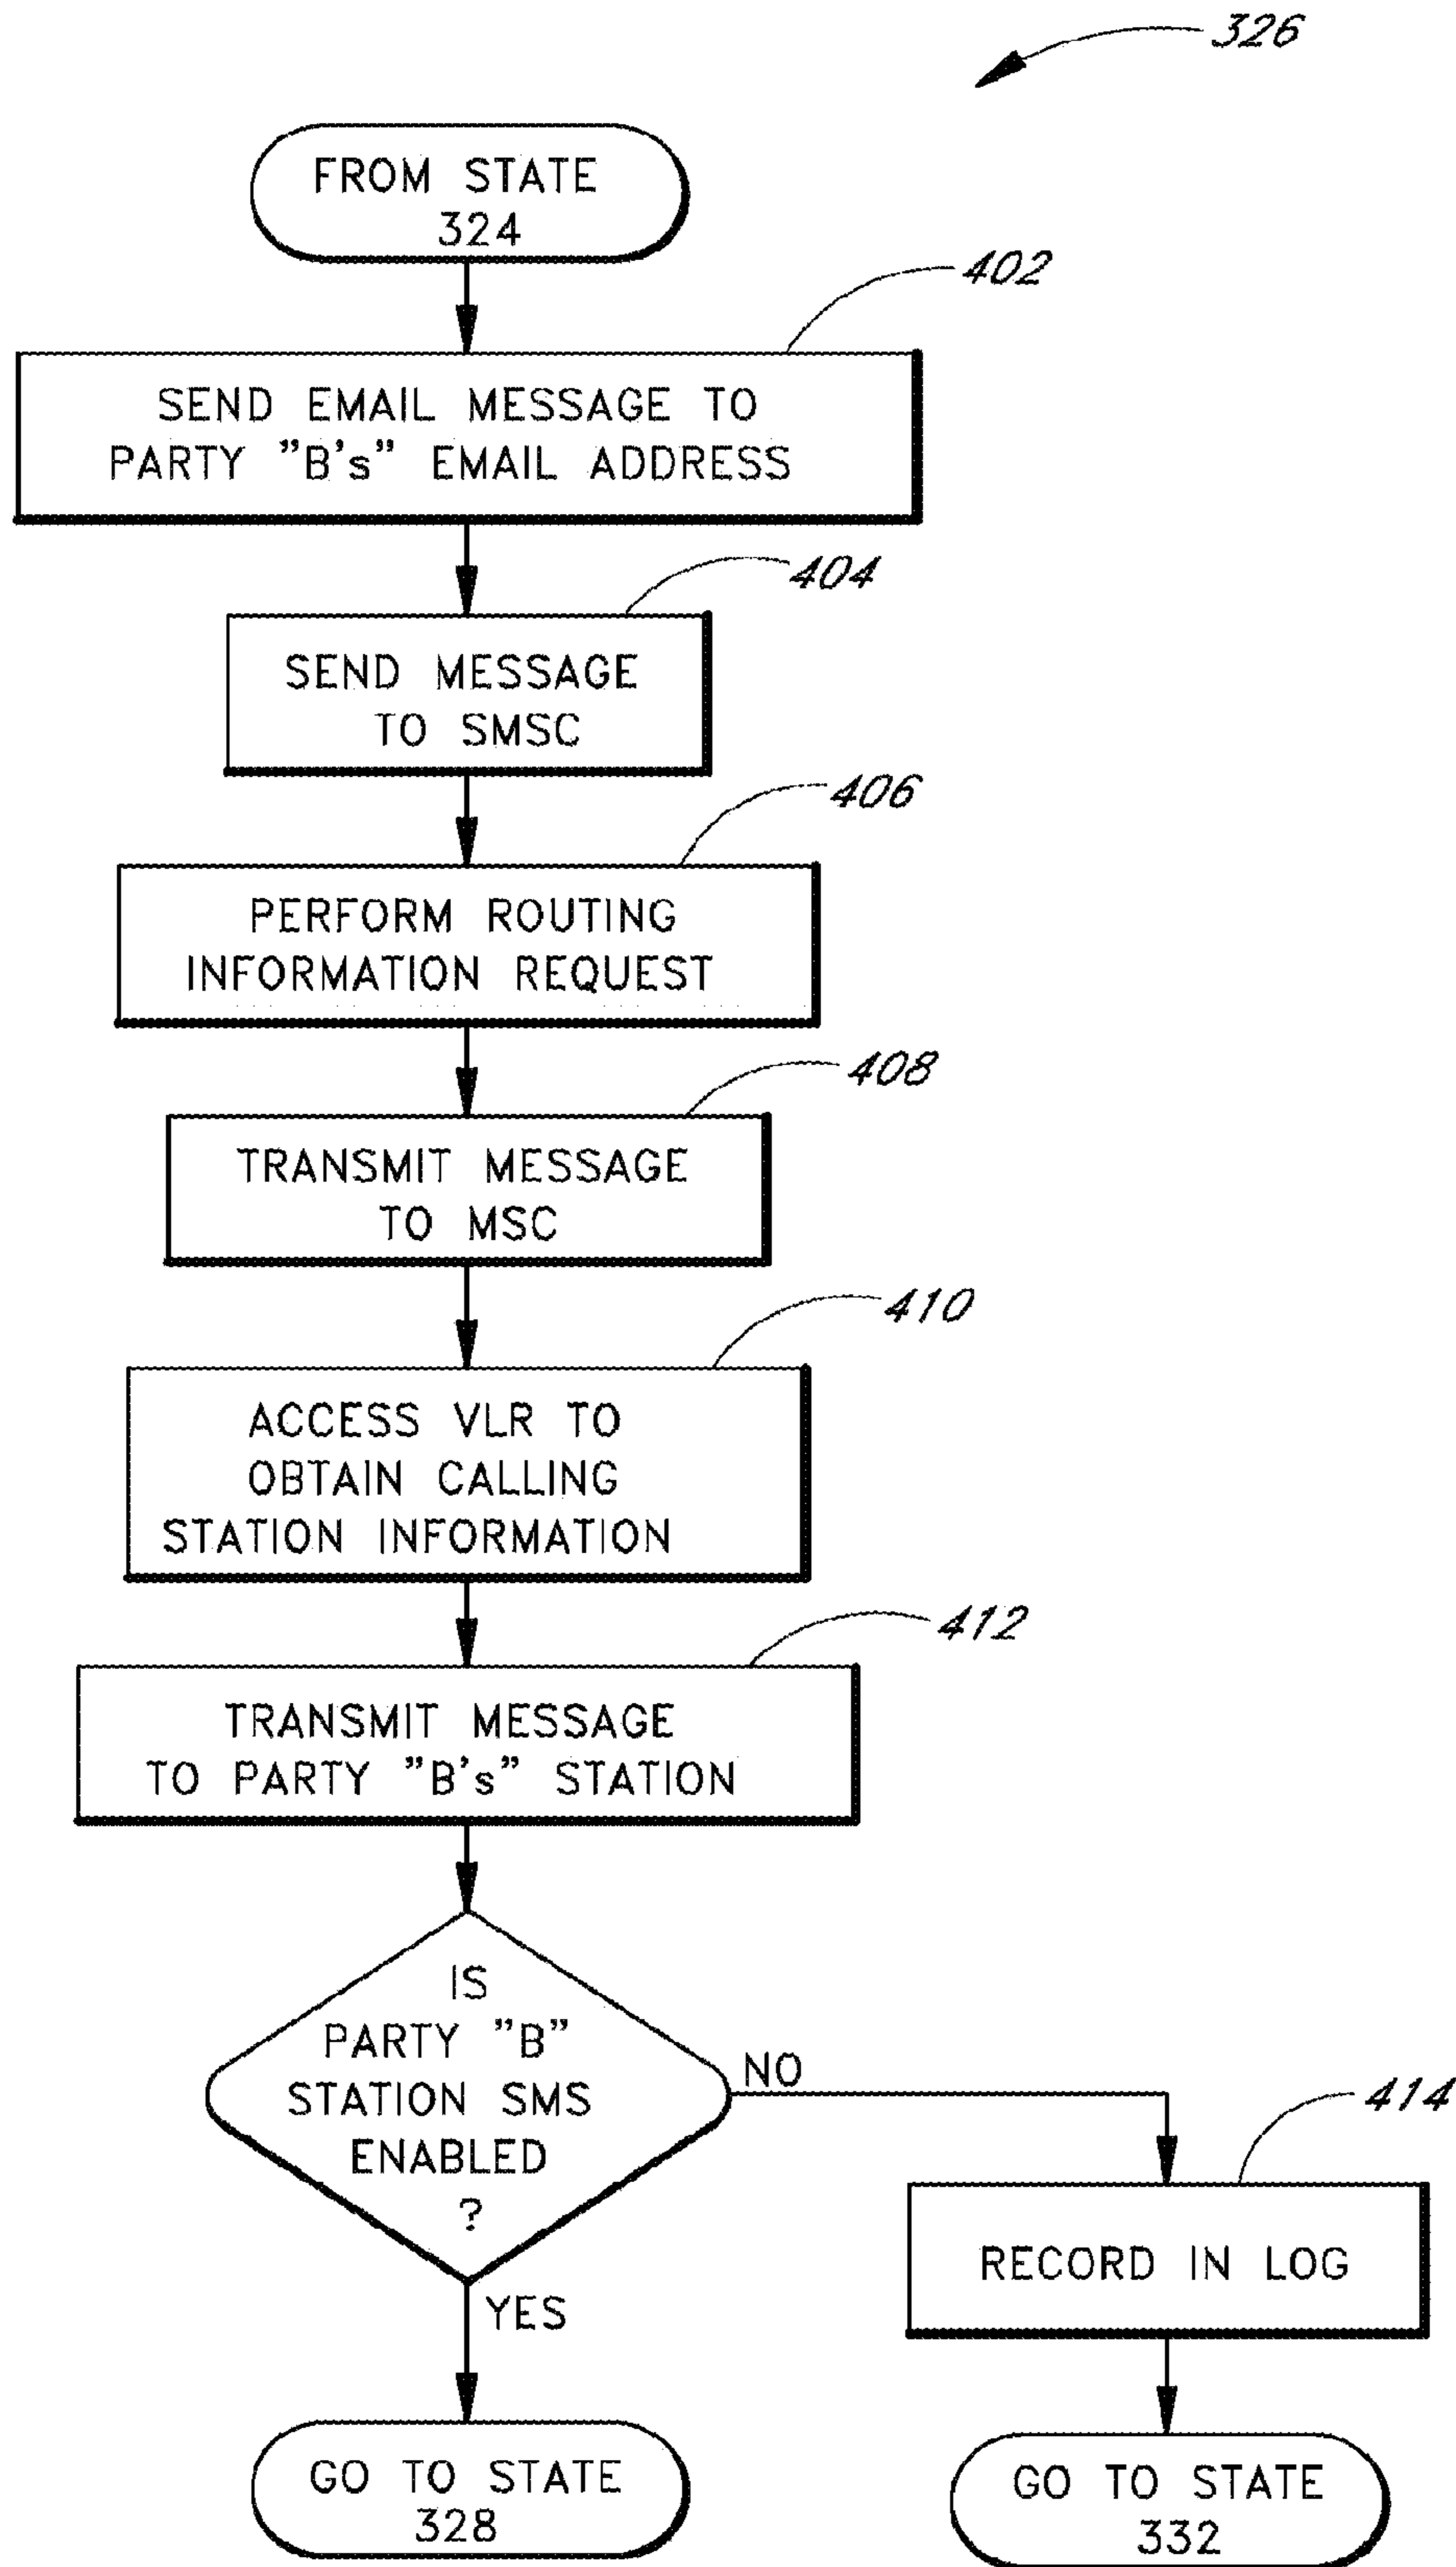 326
FROM STATE
324
402
SEND EMAIL MESSAGE TO
PARTY ”B's” EMAIL ADDRESS
404
SEND MESSAGE
TO SMSC
406
PERFORM ROUTING
INFORMATION REQUEST
408
TRANSMIT MESSAGE
TO MSC
410
ACCESS VLR TO
OBTAIN CALLING
STATION INFORMATION
412
TRANSMIT MESSAGE
TO PARTY ”B's” STATION
IS
PARTY ”B”
STATION SMS
ENABLED
?
NO
YES
414
RECORD IN LOG
GO TO STATE
328
GO TO STATE
332